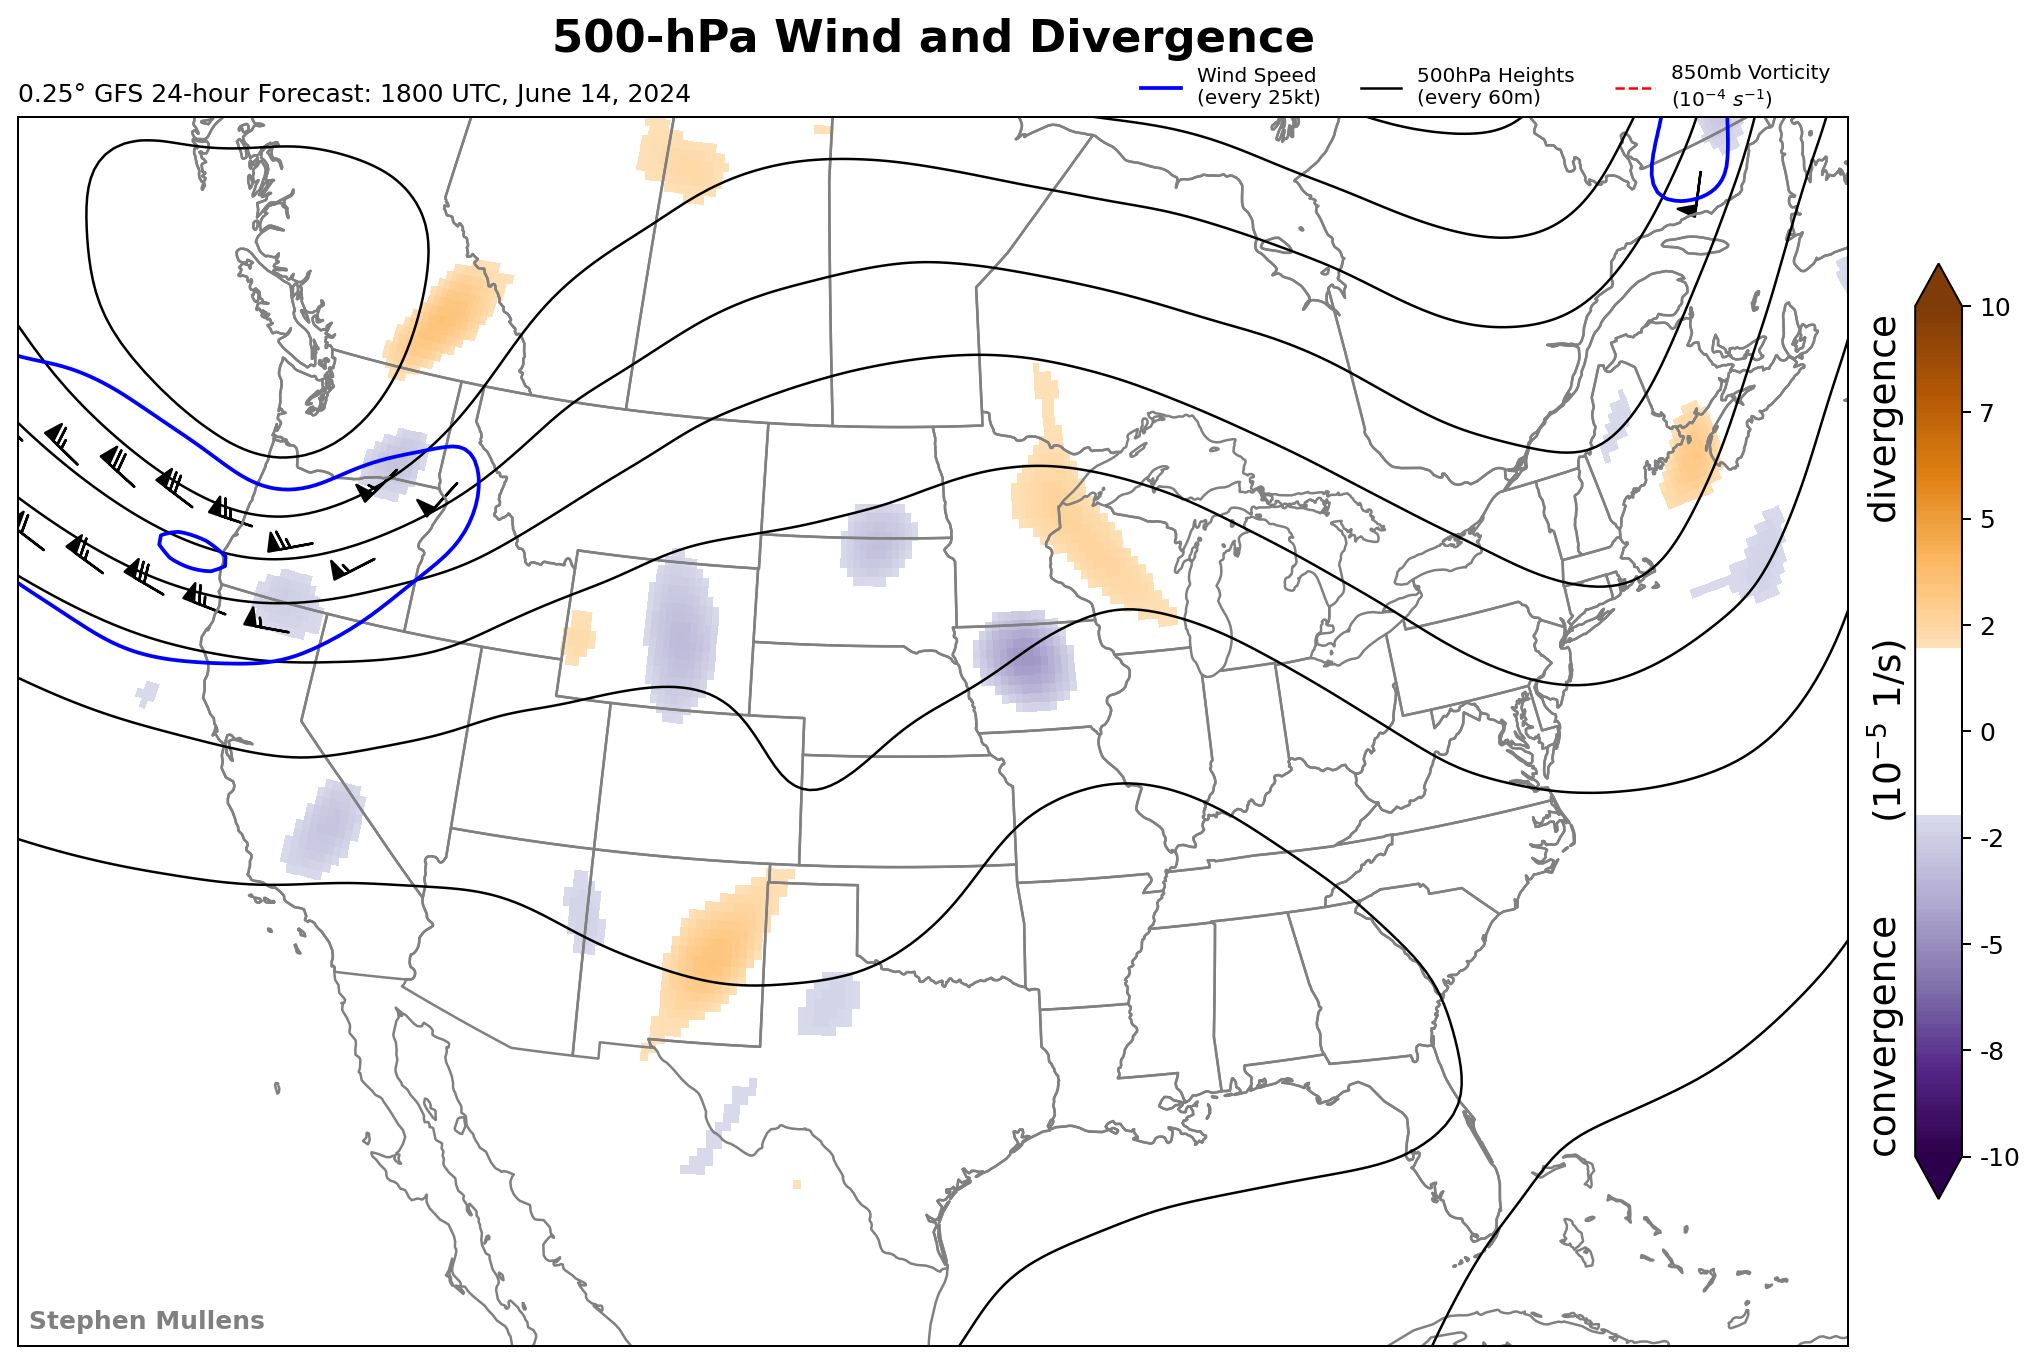 500-hPa Wind and Divergence
0.25° GFS 24-hour Forecast: 1800 UTC, June 14, 2024
Wind Speed
(every 25kt)
500hPa Heights
(every 60m)
850mb Vorticity
(10⁻⁴ s⁻¹)
convergence (10⁻⁵ 1/s) divergence
10
7
5
2
0
-2
-5
-8
-10
Stephen Mullens